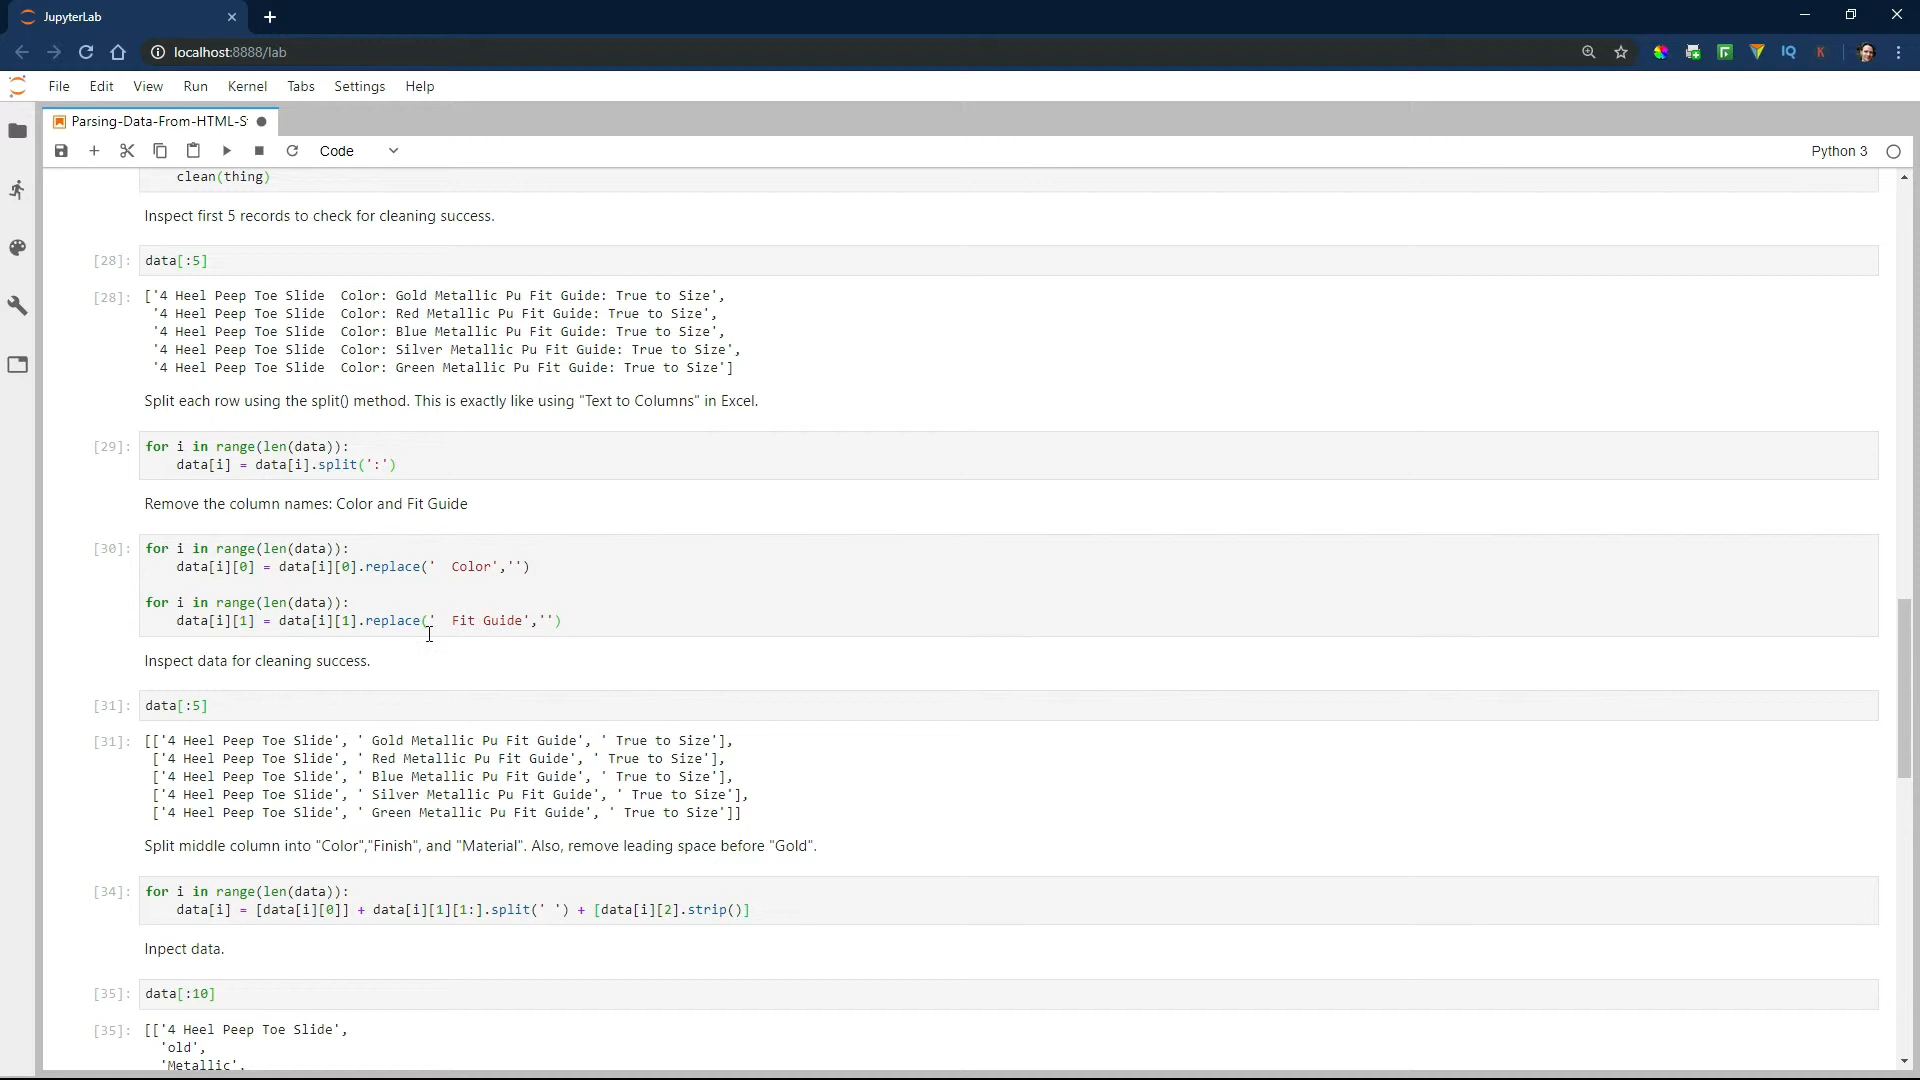 JupyterLab
localhost:8888/lab
IQ
K
File Edit View Run Kernel Tabs Settings Help
Parsing-Data-From-HTML-S
Code
Python 3
clean(thing)
Inspect first 5 records to check for cleaning success.
[28]: data[:5]
[28]: ['4 Heel Peep Toe Slide  Color: Gold Metallic Pu Fit Guide: True to Size',
'4 Heel Peep Toe Slide  Color: Red Metallic Pu Fit Guide: True to Size',
'4 Heel Peep Toe Slide  Color: Blue Metallic Pu Fit Guide: True to Size',
'4 Heel Peep Toe Slide  Color: Silver Metallic Pu Fit Guide: True to Size',
'4 Heel Peep Toe Slide  Color: Green Metallic Pu Fit Guide: True to Size']
Split each row using the split() method. This is exactly like using "Text to Columns" in Excel.
[29]: for i in range(len(data)):
data[i] = data[i].split(':')
Remove the column names: Color and Fit Guide
[30]: for i in range(len(data)):
data[i][0] = data[i][0].replace('  Color','')
for i in range(len(data)):
data[i][1] = data[i][1].replace('  Fit Guide','')
Inspect data for cleaning success.
[31]: data[:5]
[31]: [['4 Heel Peep Toe Slide', ' Gold Metallic Pu Fit Guide', ' True to Size'],
['4 Heel Peep Toe Slide', ' Red Metallic Pu Fit Guide', ' True to Size'],
['4 Heel Peep Toe Slide', ' Blue Metallic Pu Fit Guide', ' True to Size'],
['4 Heel Peep Toe Slide', ' Silver Metallic Pu Fit Guide', ' True to Size'],
['4 Heel Peep Toe Slide', ' Green Metallic Pu Fit Guide', ' True to Size']]
Split middle column into "Color","Finish", and "Material". Also, remove leading space before "Gold".
[34]: for i in range(len(data)):
data[i] = [data[i][0]] + data[i][1][1:].split(' ') + [data[i][2].strip()]
Inpect data.
[35]: data[:10]
[35]: [['4 Heel Peep Toe Slide',
'old',
'Metallic',